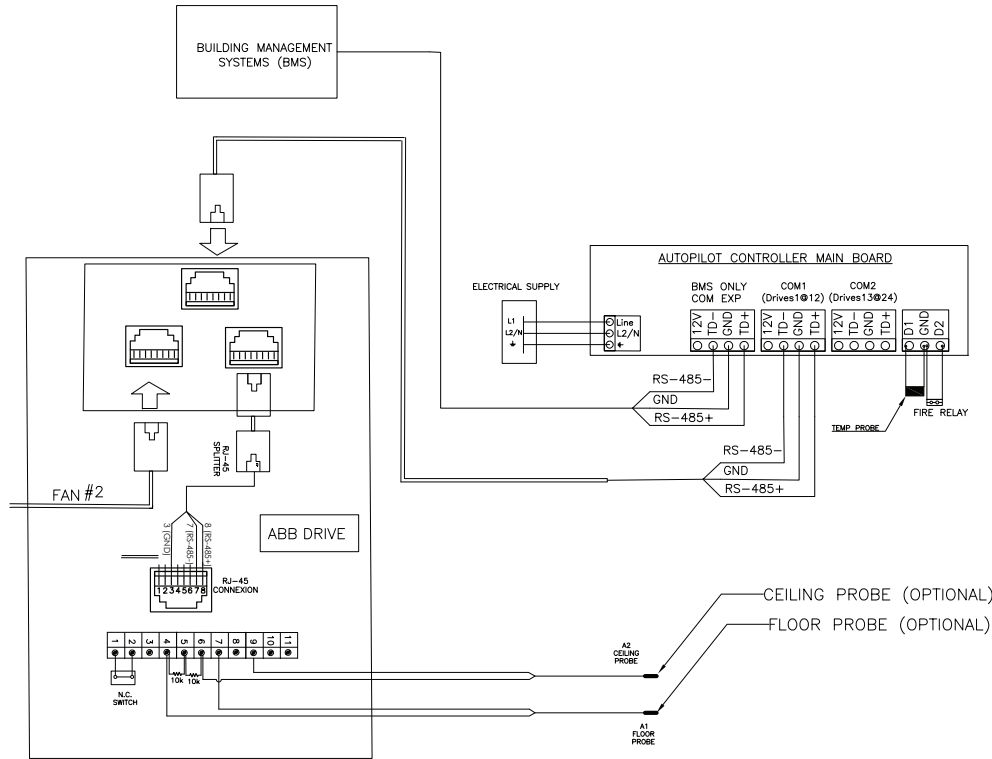 BUILDING MANAGEMENT
SYSTEMS (BMS)
AUTOPILOT CONTROLLER MAIN BOARD
ELECTRICAL SUPPLY
L1
L2/N
Line
L2/N
BMS ONLY
COM EXP
COM1
(Drives1@12)
COM2
(Drives13@24)
12V
TD-
GND
TD+
12V
TD-
GND
TD+
12V
TD-
GND
TD+
D1
GND
D2
RS-485-
GND
RS-485+
TEMP PROBE
FIRE RELAY
RS-485-
GND
RS-485+
RJ-45
SPLITTER
FAN #2
3 (GND)
7 (RS-485-)
8 (RS-485+)
ABB DRIVE
12345678
RJ-45
CONNEXION
1 2 3 4 5 6 7 8 9 10 11
10k 10k
N.C.
SWITCH
CEILING PROBE (OPTIONAL)
FLOOR PROBE (OPTIONAL)
A2
CEILING
PROBE
A1
FLOOR
PROBE